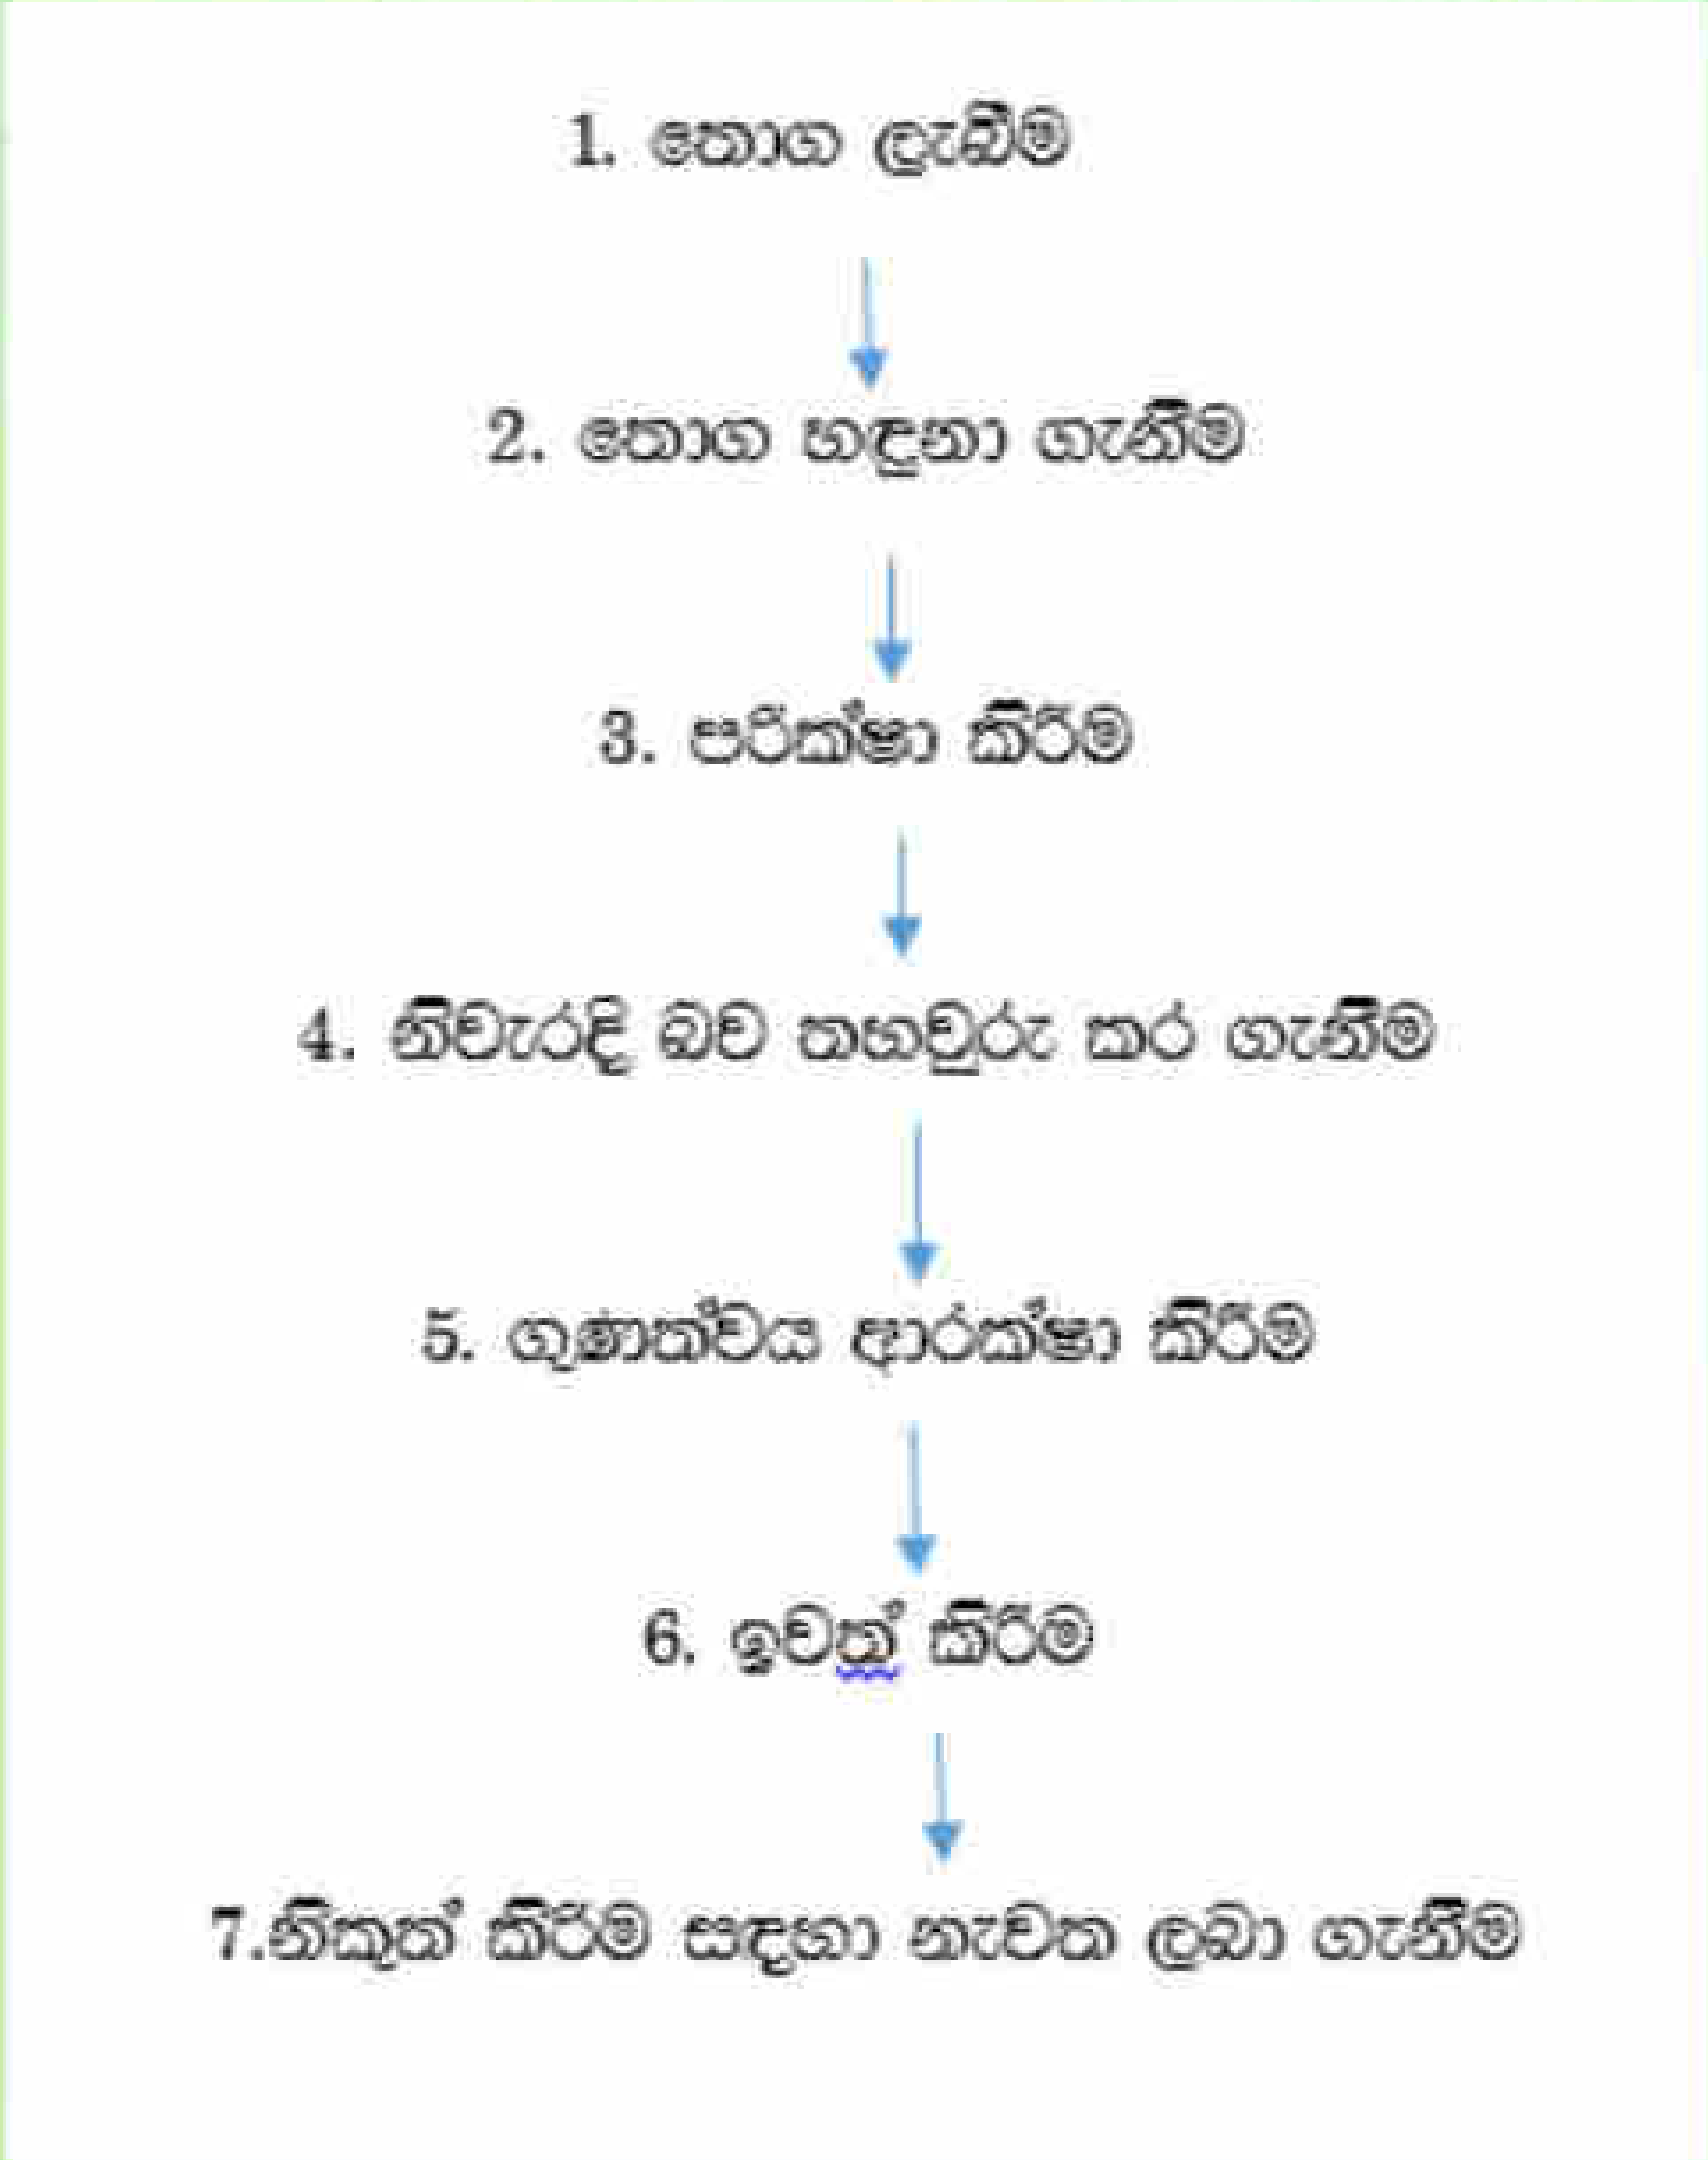 1. තොග ලැබීම
2. තොග හඳුනා ගැනීම
3. පරික්ෂා කිරීම
4. නිවැරදි බව තහවුරු කර ගැනීම
5. ගුණත්වය ආරක්ෂා කිරීම
6. ඉවත් කිරීම
7.නිකුත් කිරීම සඳහා නැවත ලබා ගැනීම